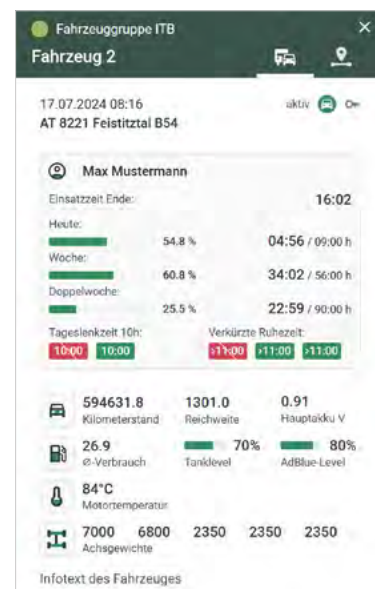 Fahrzeuggruppe ITB
Fahrzeug 2
17.07.2024 08:16 aktiv
AT 8221 Feistitztal B54
Max Mustermann
Einsatzzeit Ende: 16:02
Heute:
54.8 % 04:56 / 09:00 h
Woche:
60.8 % 34:02 / 56:00 h
Doppelwoche:
25.5 % 22:59 / 90:00 h
Tageslenkzeit 10h: Verkürzte Ruhezeit:
10:00 10:00 >11:00 >11:00 >11:00
594631.8 1301.0 0.91
Kilometerstand Reichweite Hauptakku V
26.9 70% 80%
Ø-Verbrauch Tanklevel AdBlue-Level
84°C
Motortemperatur
7000 6800 2350 2350 2350
Achsgewichte
Infotext des Fahrzeuges